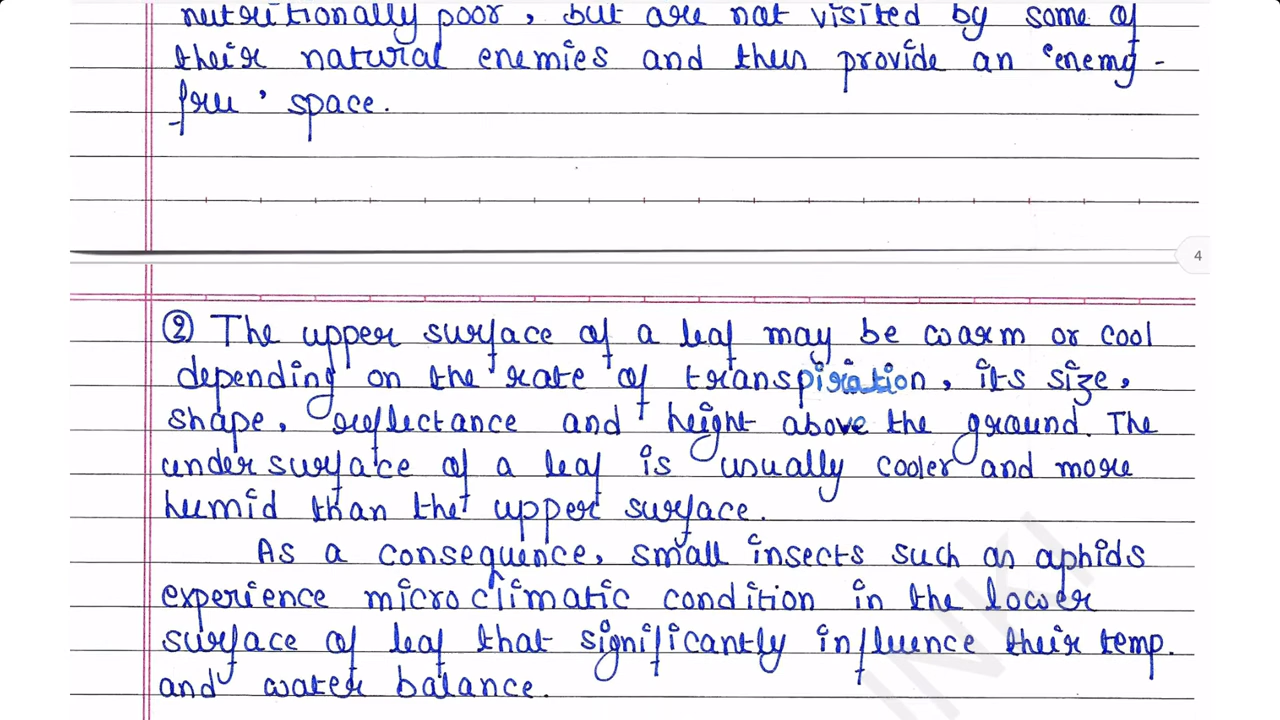 nutritionally poor, but are not visited by some of
their natural enemies and thus provide an 'enemy -
free' space.
4
② The upper surface of a leaf may be warm or cool
depending on the rate of transpiration, its size,
shape, reflectance and height above the ground. The
undersurface of a leaf is usually cooler and more
humid than the upper surface.
As a consequence, small insects such as aphids
experience microclimatic condition in the lower
surface of leaf that significantly influence their temp.
and water balance.